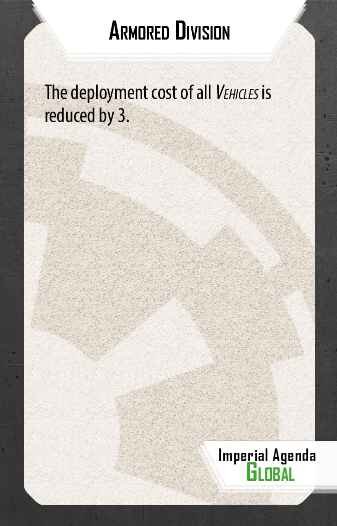 Armored Division
The deployment cost of all Vehicles is
reduced by 3.
Imperial Agenda
Global